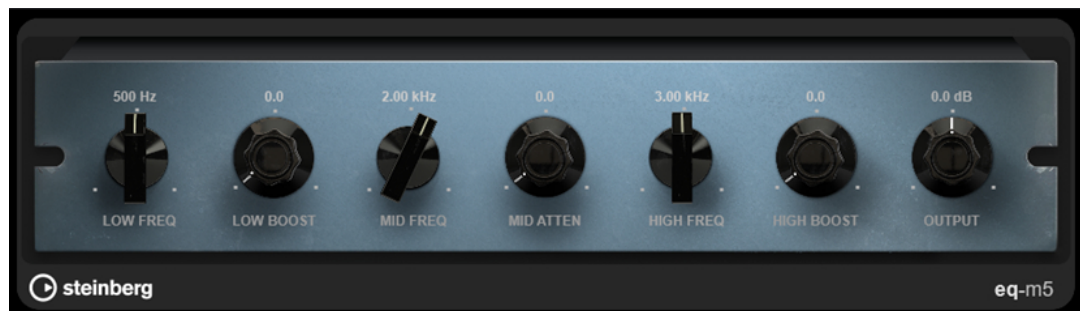 500 Hz 0.0 2.00 kHz 0.0 3.00 kHz 0.0 0.0 dB
LOW FREQ LOW BOOST MID FREQ MID ATTEN HIGH FREQ HIGH BOOST OUTPUT
steinberg eq-m5